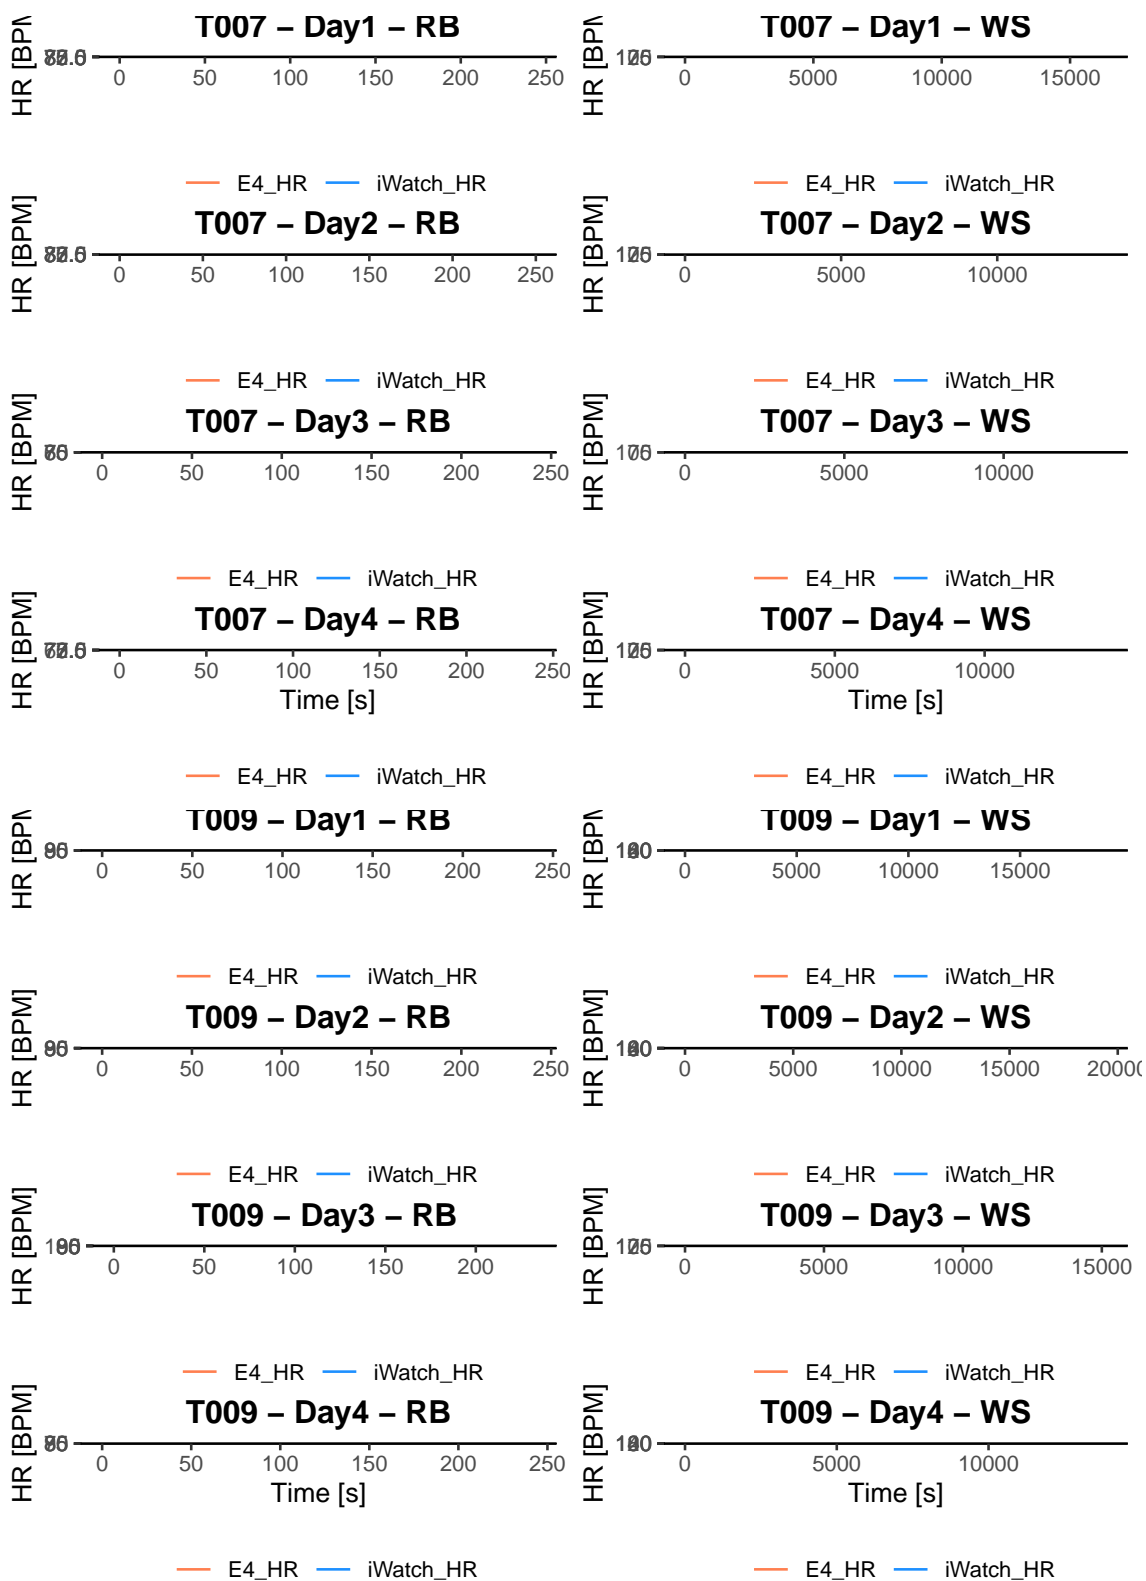 T007 – Day1 – RB
HR [BPM
0 50 100 150 200 250
E4_HR iWatch_HR
T007 – Day1 – WS
HR [BPM
0 5000 10000 15000
E4_HR iWatch_HR
T007 – Day2 – RB
HR [BPM]
0 50 100 150 200 250
E4_HR iWatch_HR
T007 – Day2 – WS
HR [BPM]
0 5000 10000
E4_HR iWatch_HR
T007 – Day3 – RB
HR [BPM]
0 50 100 150 200 250
E4_HR iWatch_HR
T007 – Day3 – WS
HR [BPM]
0 5000 10000
E4_HR iWatch_HR
T007 – Day4 – RB
HR [BPM]
0 50 100 150 200 250
Time [s]
E4_HR iWatch_HR
T007 – Day4 – WS
HR [BPM]
0 5000 10000
Time [s]
E4_HR iWatch_HR
T009 – Day1 – RB
HR [BPM
0 50 100 150 200 250
E4_HR iWatch_HR
T009 – Day1 – WS
HR [BPM
0 5000 10000 15000
E4_HR iWatch_HR
T009 – Day2 – RB
HR [BPM]
0 50 100 150 200 250
E4_HR iWatch_HR
T009 – Day2 – WS
HR [BPM]
0 5000 10000 15000 20000
E4_HR iWatch_HR
T009 – Day3 – RB
HR [BPM]
0 50 100 150 200
E4_HR iWatch_HR
T009 – Day3 – WS
HR [BPM]
0 5000 10000 15000
E4_HR iWatch_HR
T009 – Day4 – RB
HR [BPM]
0 50 100 150 200 250
Time [s]
E4_HR iWatch_HR
T009 – Day4 – WS
HR [BPM]
0 5000 10000
Time [s]
E4_HR iWatch_HR